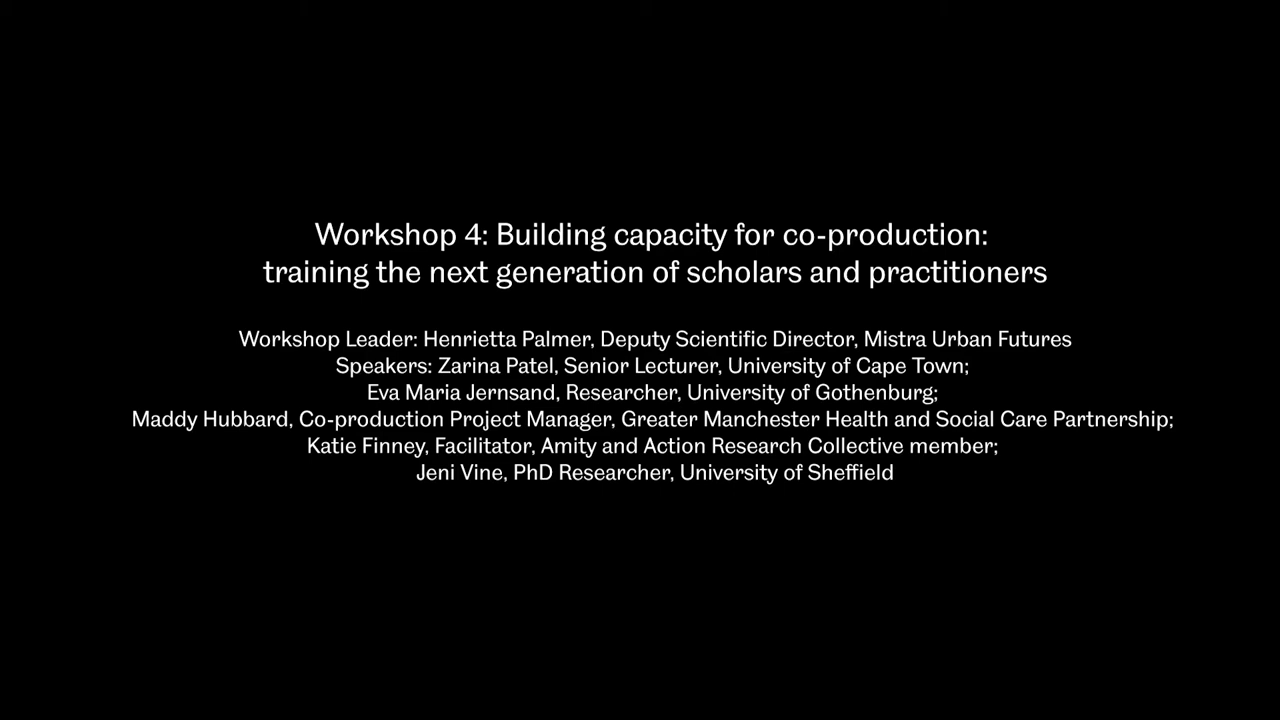 Workshop 4: Building capacity for co-production:
training the next generation of scholars and practitioners
Workshop Leader: Henrietta Palmer, Deputy Scientific Director, Mistra Urban Futures
Speakers: Zarina Patel, Senior Lecturer, University of Cape Town;
Eva Maria Jernsand, Researcher, University of Gothenburg;
Maddy Hubbard, Co-production Project Manager, Greater Manchester Health and Social Care Partnership;
Katie Finney, Facilitator, Amity and Action Research Collective member;
Jeni Vine, PhD Researcher, University of Sheffield